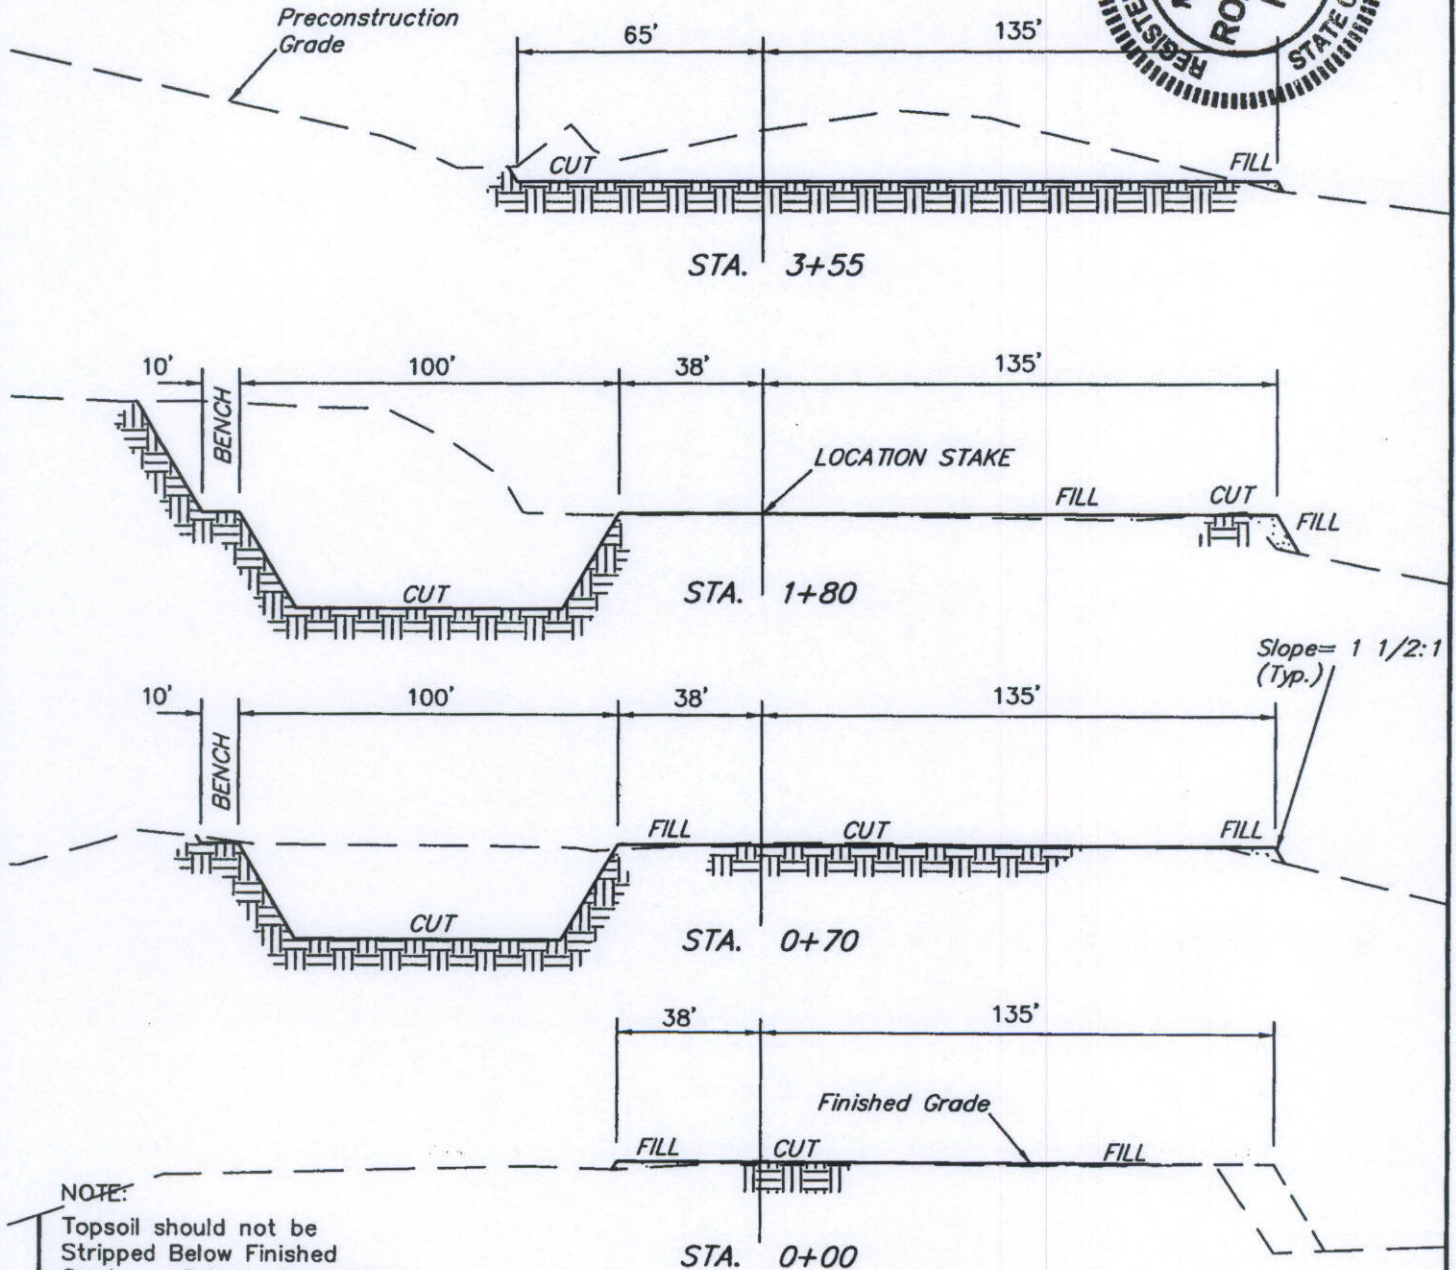 Preconstruction
Grade
65'
135'
STATE
CUT
FILL
STA. 3+55
10'
100'
38'
135'
BENCH
LOCATION STAKE
FILL
CUT
FILL
CUT
STA. 1+80
Slope= 1 1/2:1
(Typ.)
10'
100'
38'
135'
BENCH
FILL
CUT
FILL
CUT
STA. 0+70
38'
135'
Finished Grade
FILL
CUT
FILL
NOTE:
Topsoil should not be
Stripped Below Finished
STA. 0+00